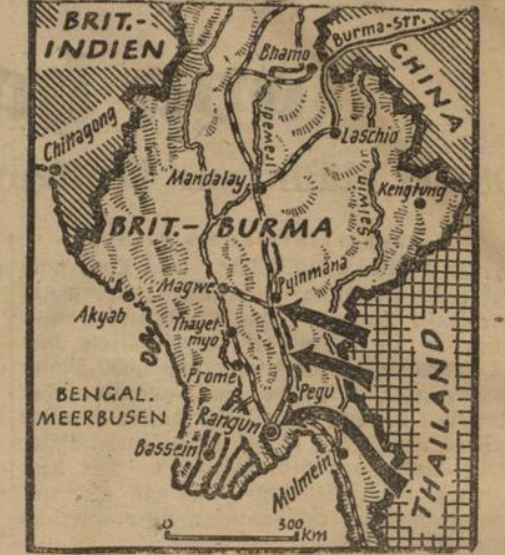 BRIT.-
INDIEN
Burma-Str.
CHINA
Bhamo
Irawadi
Laschio
Chittagong
Mandalay
Kengtung
BRIT.- BURMA
Pyinmana
Magwe
Akyab
Thayet-
myo
THAILAND
Prome
BENGAL.
MEERBUSEN
Pegu
Rangun
Bassein
Mulmein
0 300
Km